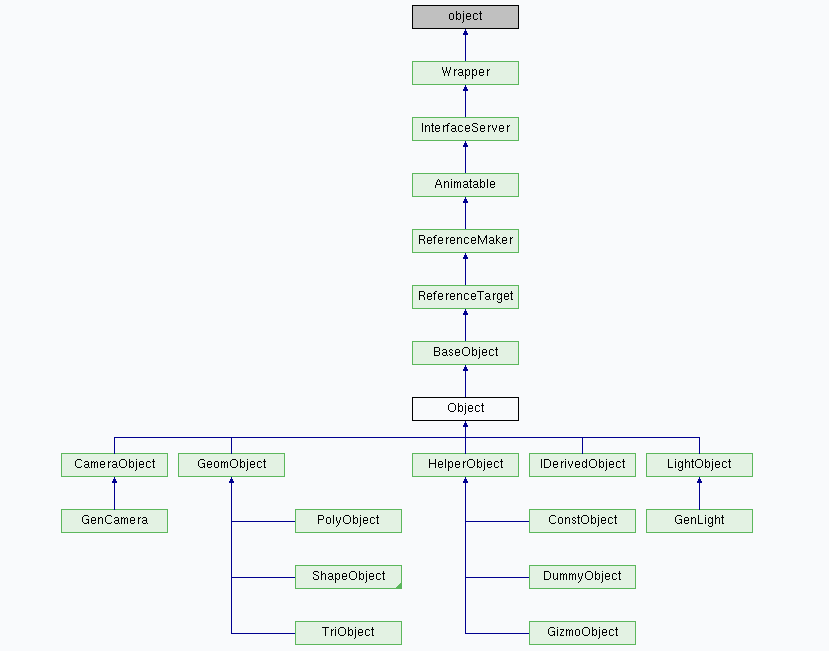 object
Wrapper
InterfaceServer
Animatable
ReferenceMaker
ReferenceTarget
BaseObject
Object
CameraObject
GeomObject
HelperObject
IDerivedObject
LightObject
GenCamera
PolyObject
ConstObject
GenLight
ShapeObject
DummyObject
TriObject
GizmoObject